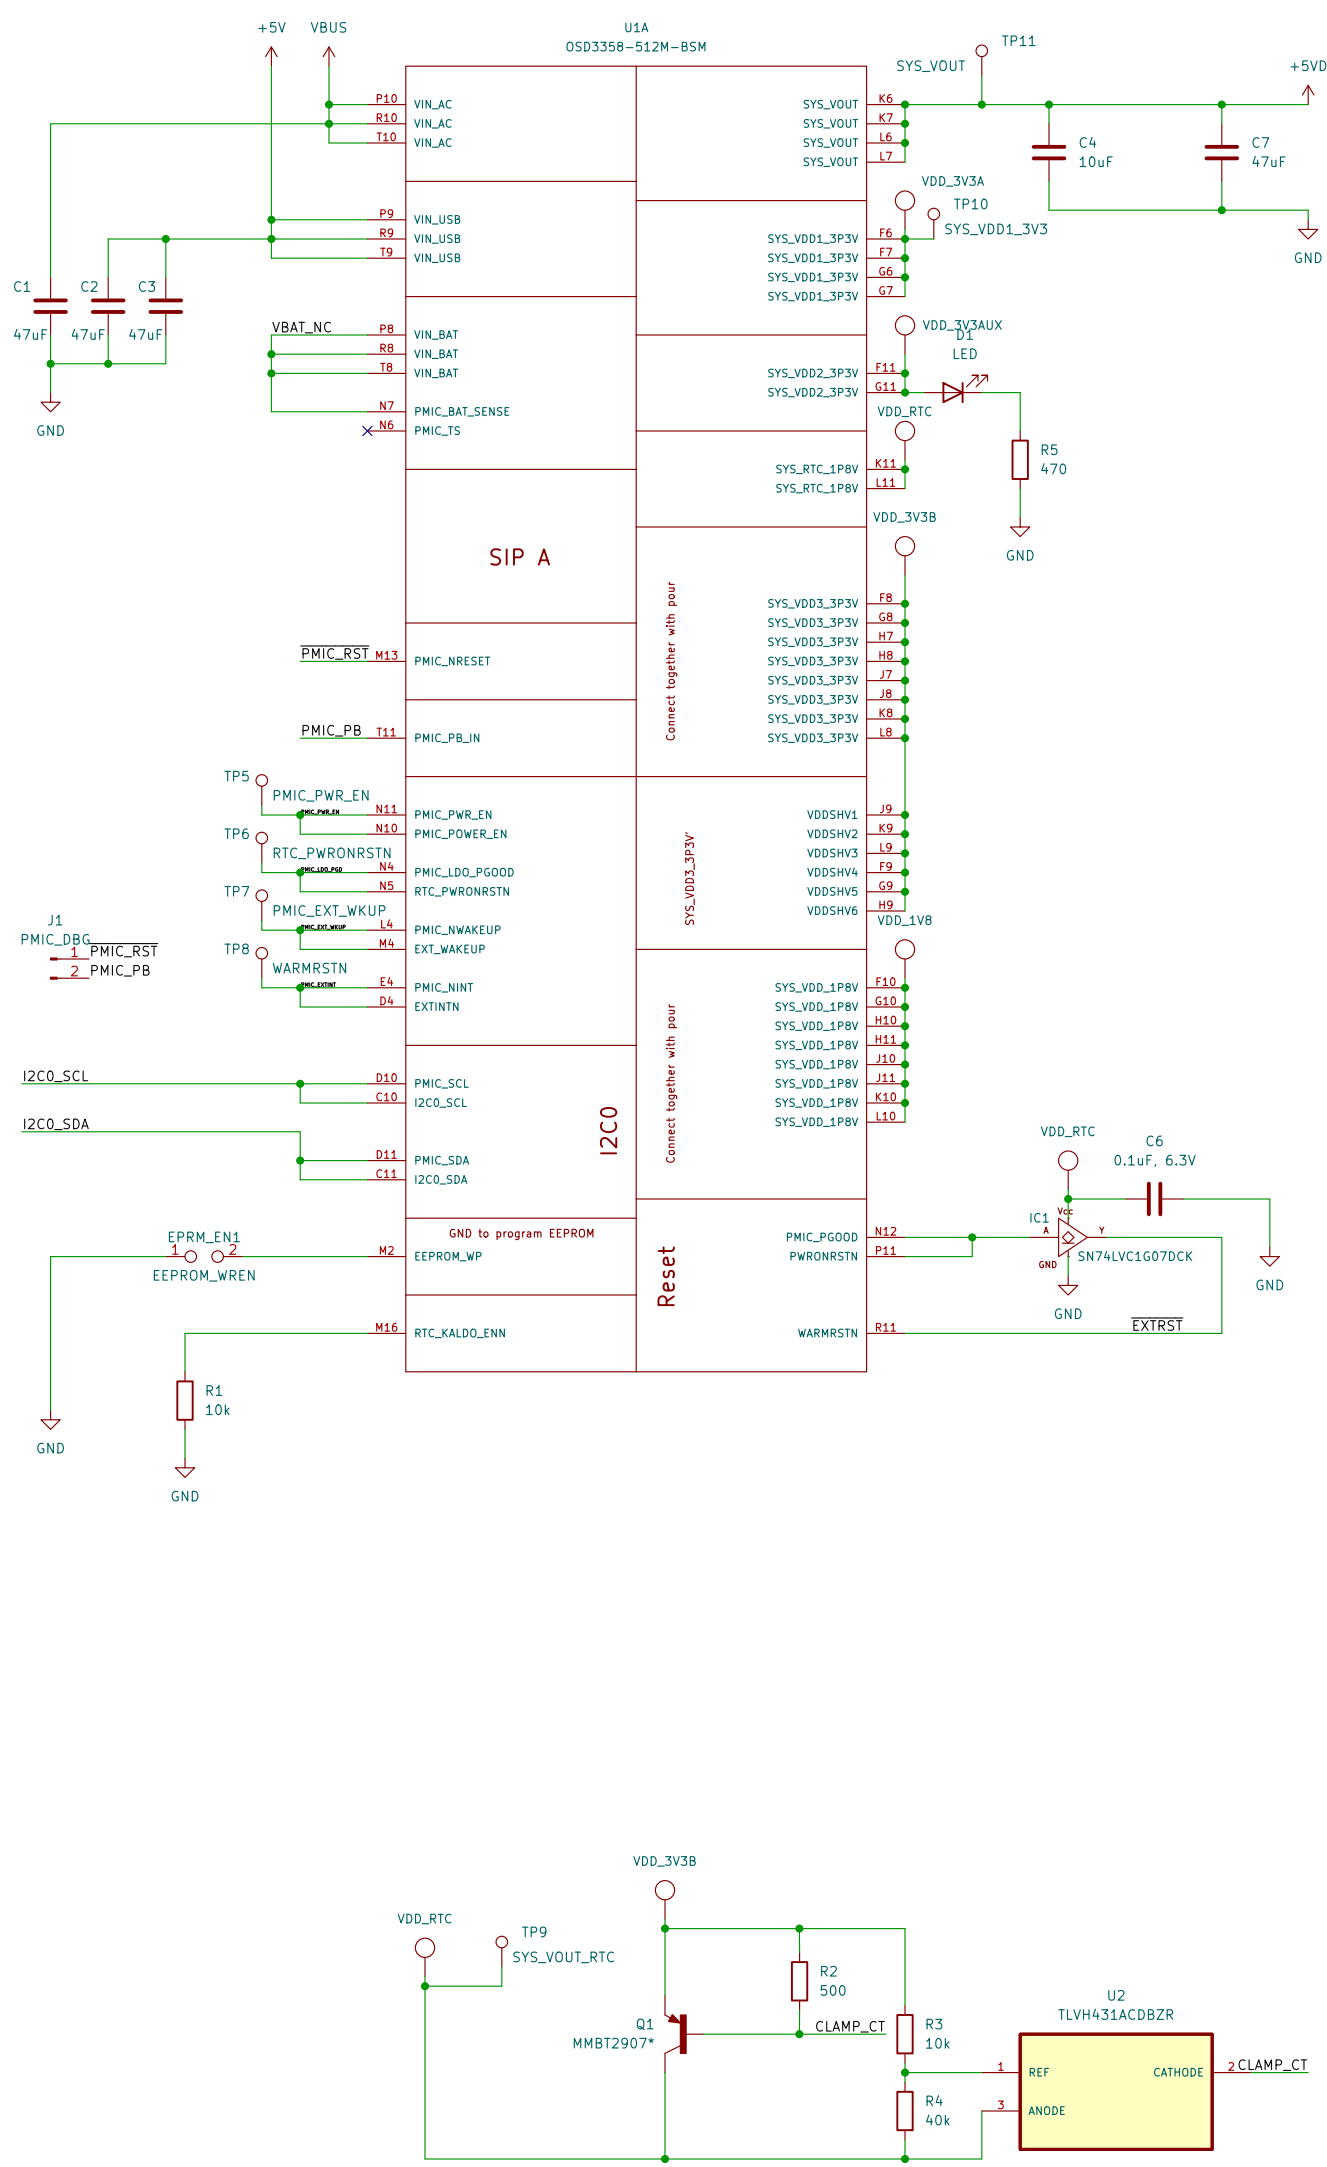 +5V
VBUS
U1A
OSD3358-512M-BSM
TP11
SYS_VOUT
+5VD
P10 VIN_AC
R10 VIN_AC
T10 VIN_AC
P9 VIN_USB
R9 VIN_USB
T9 VIN_USB
VBAT_NC
P8 VIN_BAT
R8 VIN_BAT
T8 VIN_BAT
N7 PMIC_BAT_SENSE
N6 PMIC_TS
C1
47uF
C2
47uF
C3
47uF
GND
SYS_VOUT K6
SYS_VOUT K7
SYS_VOUT L6
SYS_VOUT L7
C4
10uF
C7
47uF
GND
VDD_3V3A
TP10
SYS_VDD1_3V3
SYS_VDD1_3P3V F6
SYS_VDD1_3P3V F7
SYS_VDD1_3P3V G6
SYS_VDD1_3P3V G7
VDD_3V3AUX
D1
LED
SYS_VDD2_3P3V F11
SYS_VDD2_3P3V G11
R5
470
GND
VDD_RTC
SYS_RTC_1P8V K11
SYS_RTC_1P8V L11
SIP A
VDD_3V3B
Connect together with pour
SYS_VDD3_3P3V F8
SYS_VDD3_3P3V G8
SYS_VDD3_3P3V H7
SYS_VDD3_3P3V H8
SYS_VDD3_3P3V J7
SYS_VDD3_3P3V J8
SYS_VDD3_3P3V K8
SYS_VDD3_3P3V L8
PMIC_RST
M13 PMIC_NRESET
PMIC_PB
T11 PMIC_PB_IN
TP5
PMIC_PWR_EN
PMIC_PWR_EN
N11 PMIC_PWR_EN
N10 PMIC_POWER_EN
TP6
RTC_PWRONRSTN
PMIC_LDO_PGD
N4 PMIC_LDO_PGOOD
N5 RTC_PWRONRSTN
TP7
PMIC_EXT_WKUP
PMIC_EXT_WKUP
L4 PMIC_NWAKEUP
M4 EXT_WAKEUP
TP8
WARMRSTN
PMIC_EXTINT
E4 PMIC_NINT
D4 EXTINTN
J1
PMIC_DBG
1 PMIC_RST
2 PMIC_PB
SYS_VDD3_3P3V'
VDDSHV1 J9
VDDSHV2 K9
VDDSHV3 L9
VDDSHV4 F9
VDDSHV5 G9
VDDSHV6 H9
VDD_1V8
Connect together with pour
SYS_VDD_1P8V F10
SYS_VDD_1P8V G10
SYS_VDD_1P8V H10
SYS_VDD_1P8V H11
SYS_VDD_1P8V J10
SYS_VDD_1P8V J11
SYS_VDD_1P8V K10
SYS_VDD_1P8V L10
I2C0_SCL
D10 PMIC_SCL
C10 I2C0_SCL
I2C0
I2C0_SDA
D11 PMIC_SDA
C11 I2C0_SDA
EPRM_EN1
1 2
EEPROM_WREN
GND to program EEPROM
M2 EEPROM_WP
GND
M16 RTC_KALDO_ENN
R1
10k
GND
Reset
PMIC_PGOOD N12
PWRONRSTN P11
WARMRSTN R11
VDD_RTC
C6
0.1uF, 6.3V
IC1
Vcc
A
Y
GND
SN74LVC1G07DCK
GND
GND
EXTRST
VDD_3V3B
VDD_RTC
TP9
SYS_VOUT_RTC
R2
500
Q1
MMBT2907*
CLAMP_CT
R3
10k
R4
40k
U2
TLVH431ACDBZR
1 REF
3 ANODE
CATHODE 2
CLAMP_CT